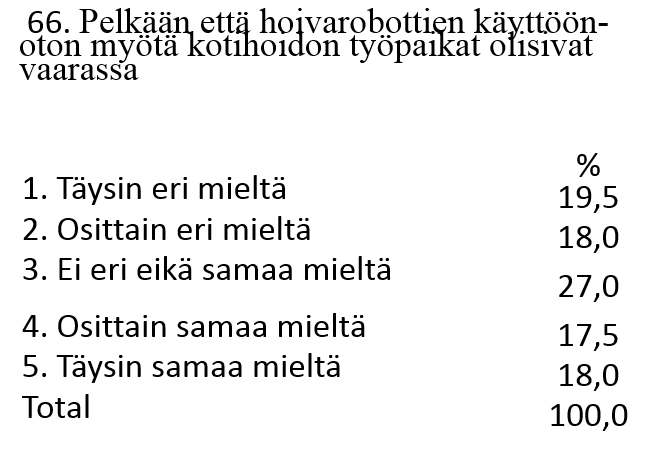 66. Pelkään että hoivarobottien käyttöön-
oton myötä kotihoidon työpaikat olisivat
vaarassa
%
1. Täysin eri mieltä 19,5
2. Osittain eri mieltä 18,0
3. Ei eri eikä samaa mieltä 27,0
4. Osittain samaa mieltä 17,5
5. Täysin samaa mieltä 18,0
Total 100,0